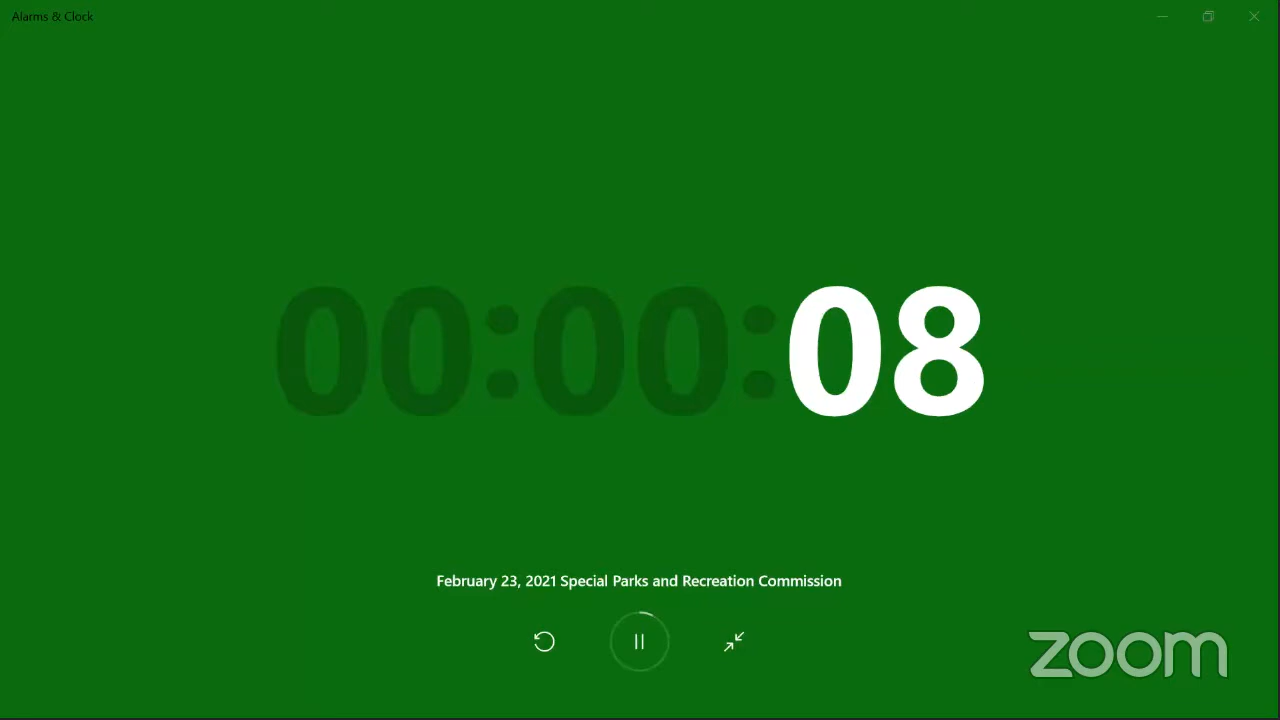 Alarms & Clock
00:00:08
February 23, 2021 Special Parks and Recreation Commission
zoom